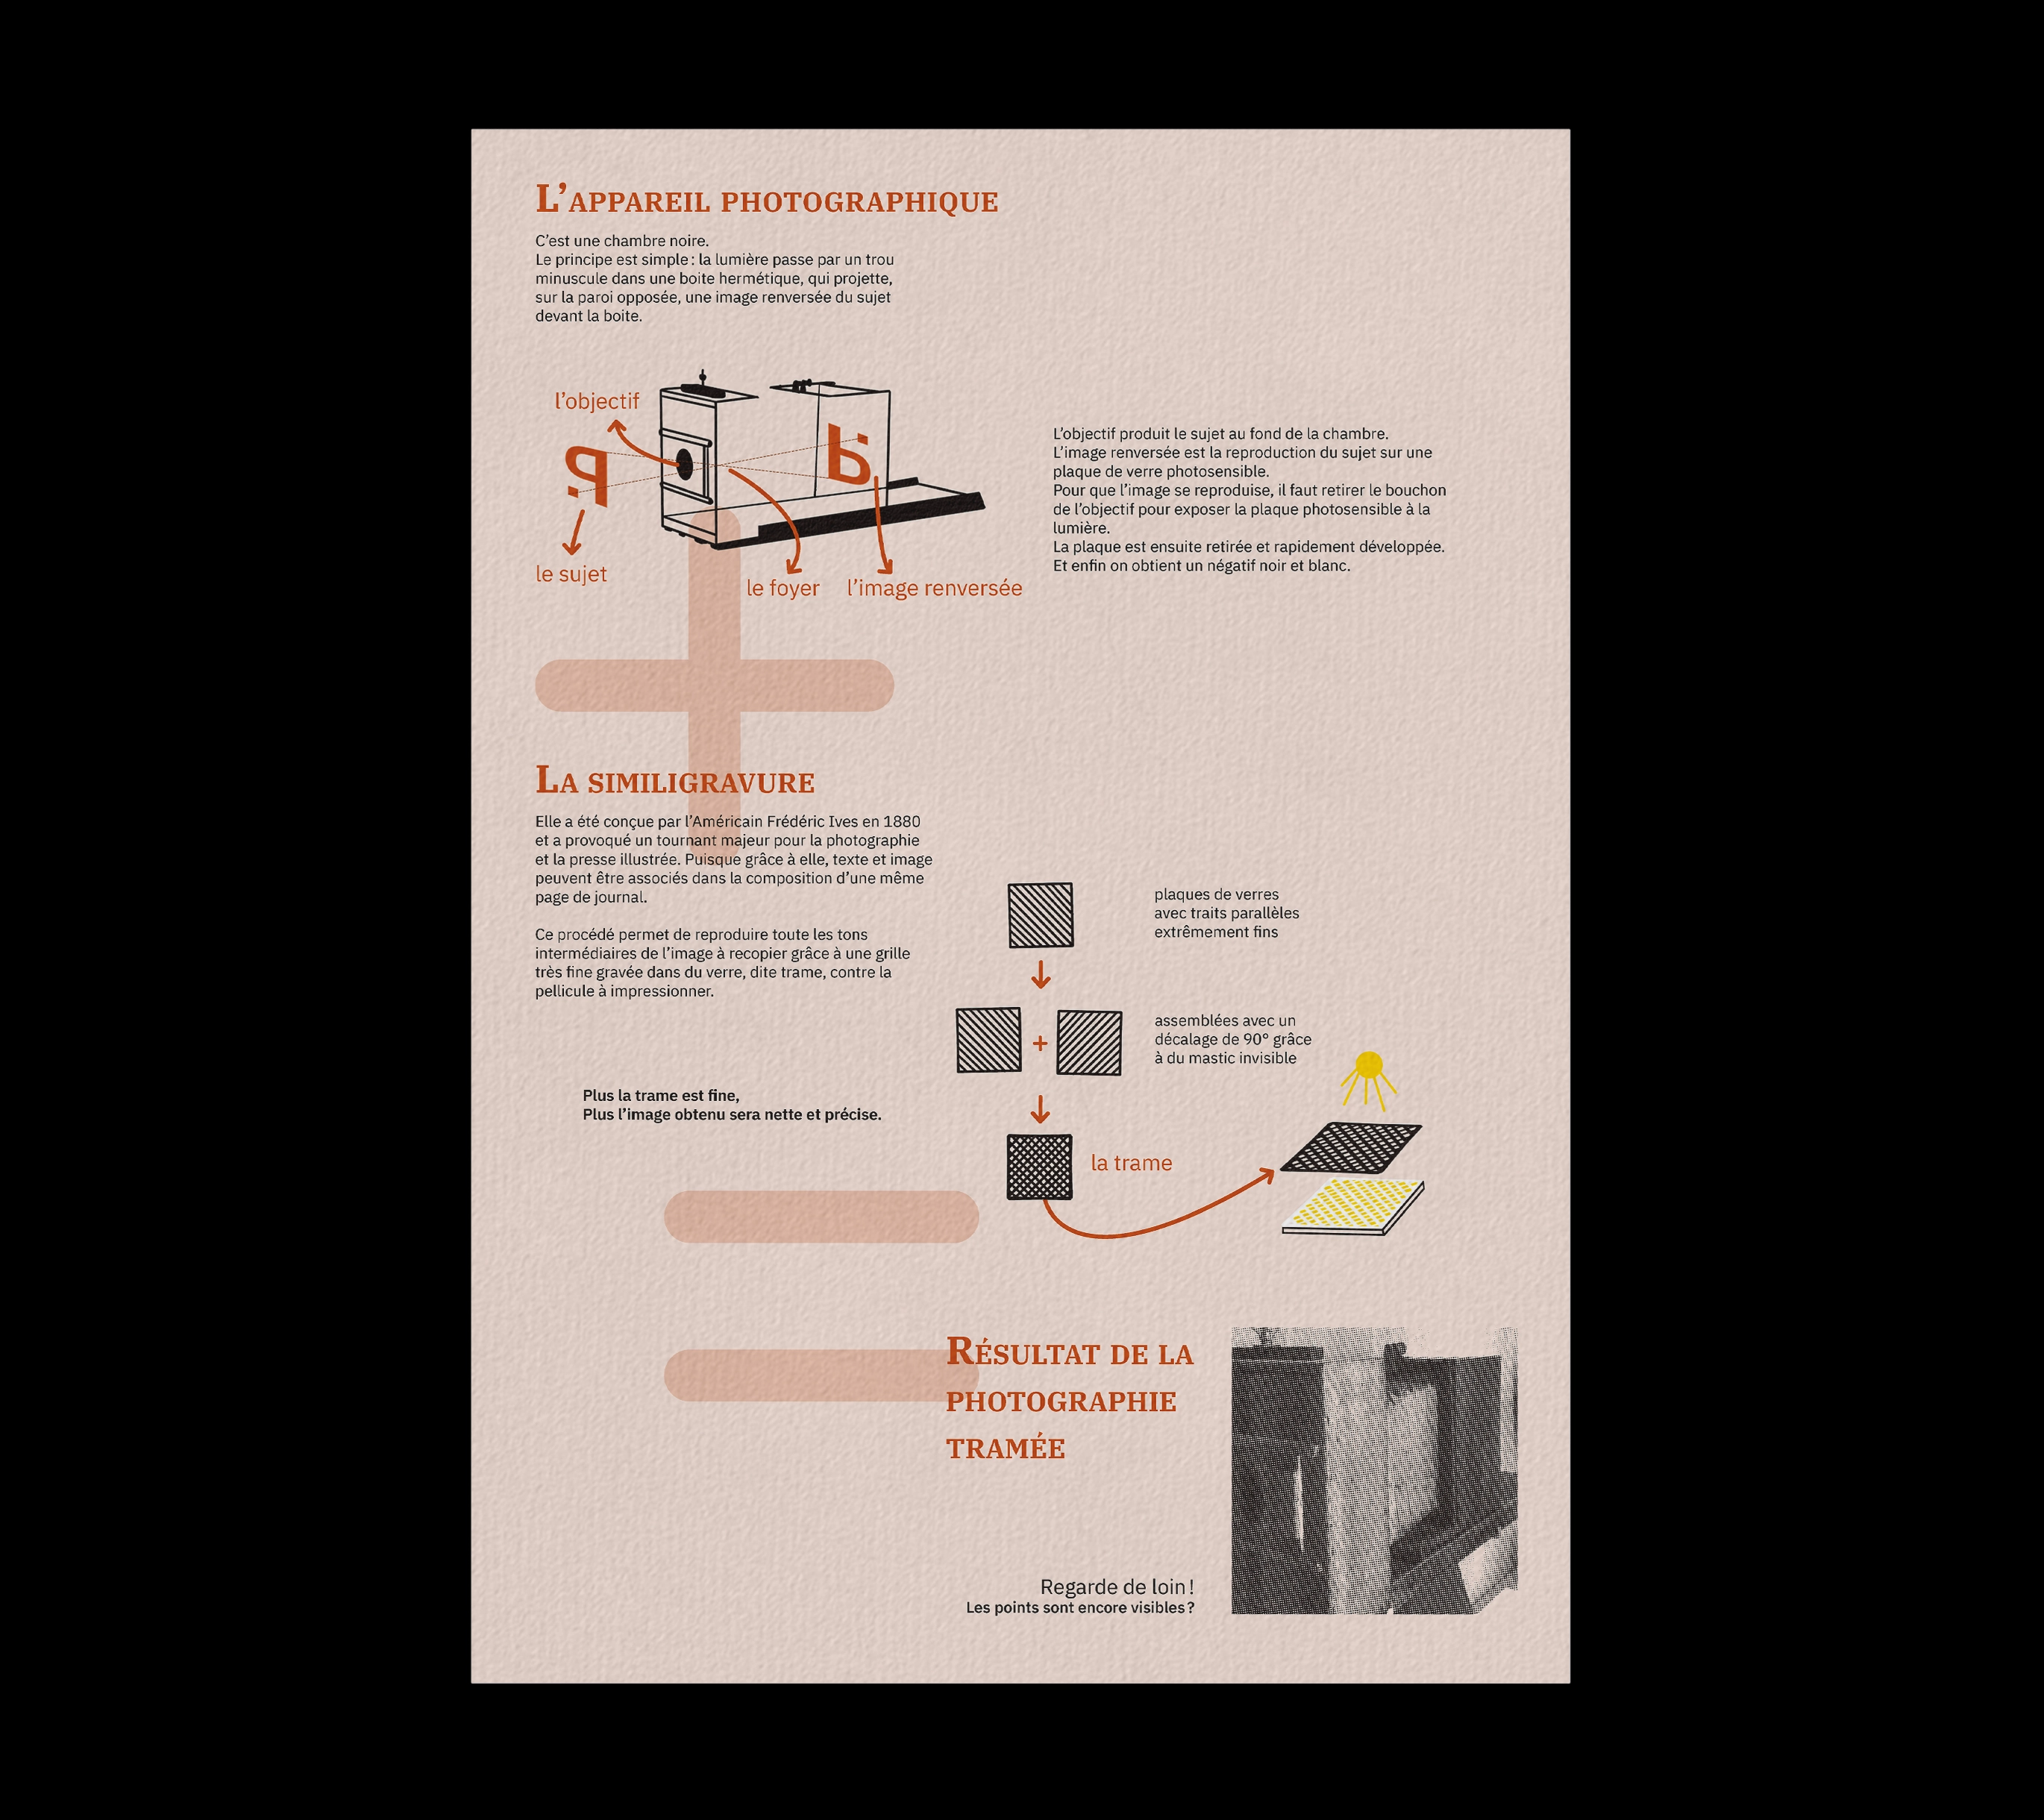 L'appareil photographique
C'est une chambre noire.
Le principe est simple : la lumière passe par un trou
minuscule dans une boite hermétique, qui projette,
sur la paroi opposée, une image renversée du sujet
devant la boite.
l'objectif
le sujet
le foyer
l'image renversée
L'objectif produit le sujet au fond de la chambre.
L'image renversée est la reproduction du sujet sur une
plaque de verre photosensible.
Pour que l'image se reproduise, il faut retirer le bouchon
de l'objectif pour exposer la plaque photosensible à la
lumière.
La plaque est ensuite retirée et rapidement développée.
Et enfin on obtient un négatif noir et blanc.
La similigravure
Elle a été conçue par l'Américain Frédéric Ives en 1880
et a provoqué un tournant majeur pour la photographie
et la presse illustrée. Puisque grâce à elle, texte et image
peuvent être associés dans la composition d'une même
page de journal.
Ce procédé permet de reproduire toute les tons
intermédiaires de l'image à recopier grâce à une grille
très fine gravée dans du verre, dite trame, contre la
pellicule à impressionner.
Plus la trame est fine,
Plus l'image obtenu sera nette et précise.
plaques de verres
avec traits parallèles
extrêmement fins
+
assemblées avec un
décalage de 90° grâce
à du mastic invisible
la trame
Résultat de la
photographie
tramée
Regarde de loin !
Les points sont encore visibles ?